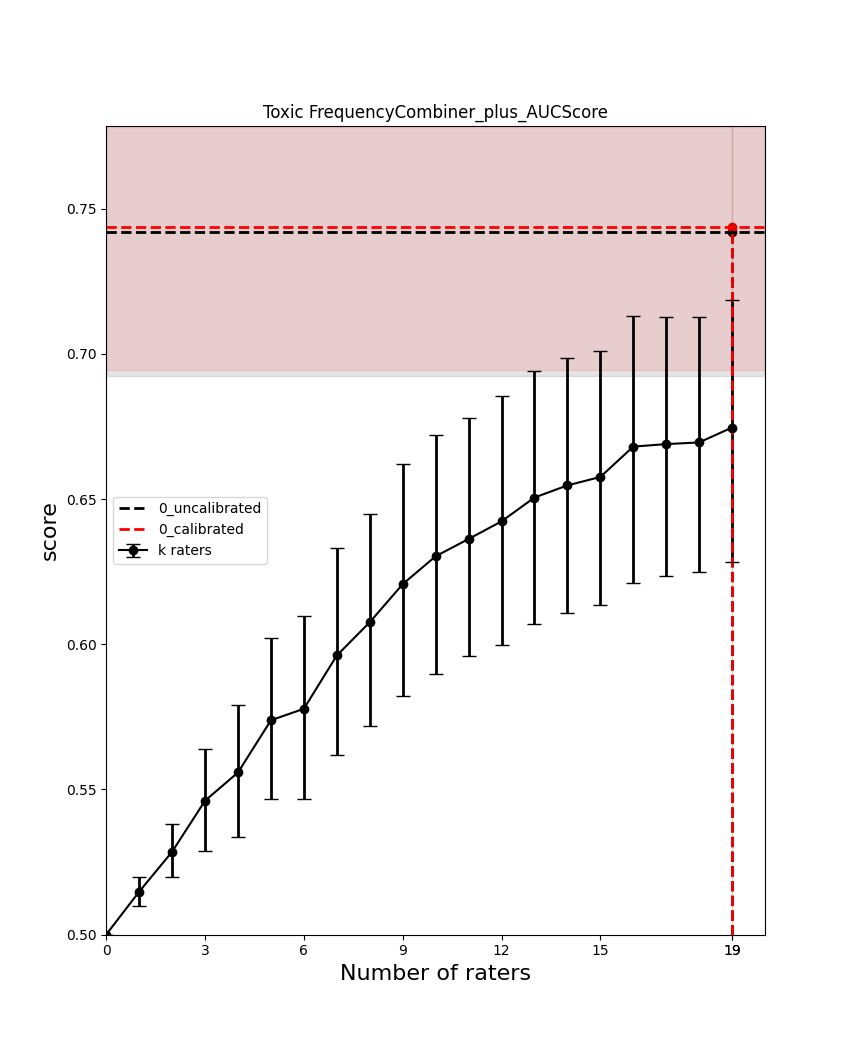 Toxic FrequencyCombiner_plus_AUCScore
score
0.75
0.70
0.65
0.60
0.55
0.50
0_uncalibrated
0_calibrated
k raters
0 3 6 9 12 15 19
Number of raters